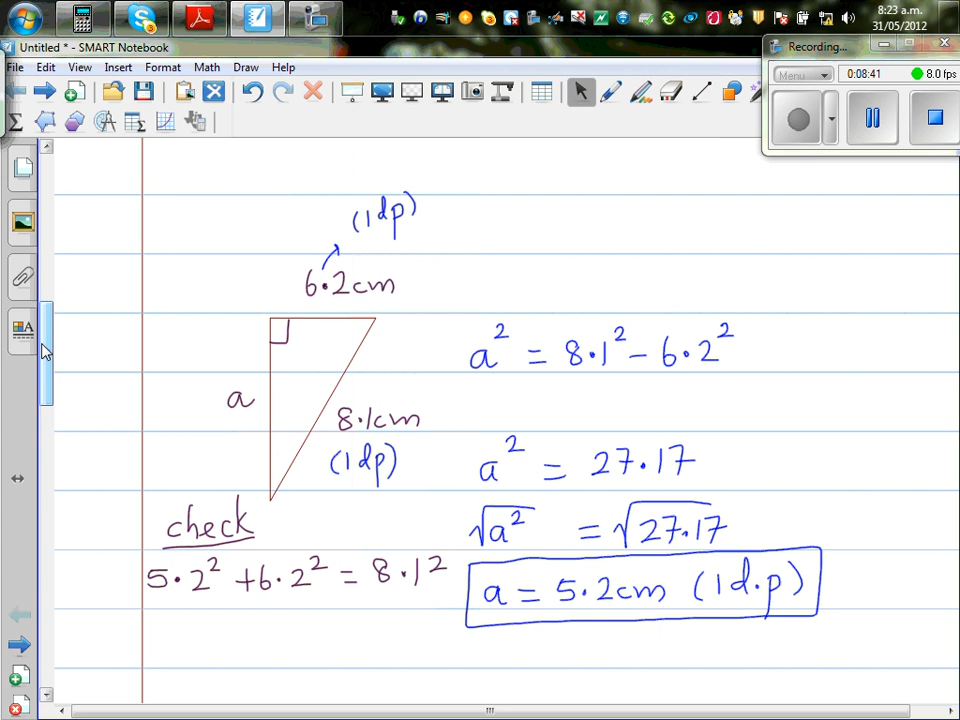 8:23 a.m.
31/05/2012
Untitled * - SMART Notebook
Recording...
File Edit View Insert Format Math Draw Help
Menu
00:08:41
8.0 fps
(1dp)
6.2cm
a² = 8.1² - 6.2²
a
8.1cm
(1dp)
a² = 27.17
check
√a² = √27.17
5.2² + 6.2² = 8.1²
a = 5.2cm (1d.p)